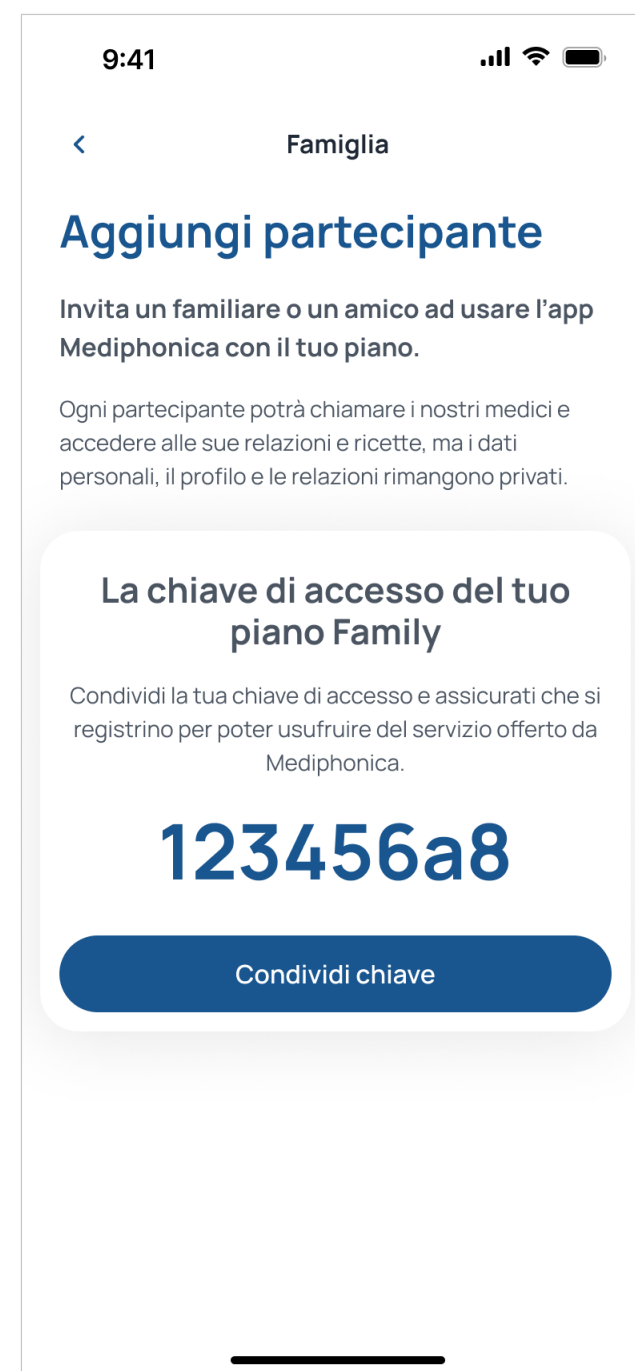 9:41
Famiglia
Aggiungi partecipante
Invita un familiare o un amico ad usare l’app
Mediphonica con il tuo piano.
Ogni partecipante potrà chiamare i nostri medici e
accedere alle sue relazioni e ricette, ma i dati
personali, il profilo e le relazioni rimangono privati.
La chiave di accesso del tuo
piano Family
Condividi la tua chiave di accesso e assicurati che si
registrino per poter usufruire del servizio offerto da
Mediphonica.
123456a8
Condividi chiave